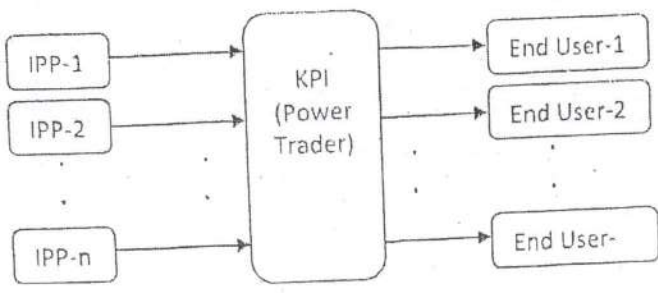 IPP-1
IPP-2
IPP-n
KPI
(Power
Trader)
End User-1
End User-2
End User-